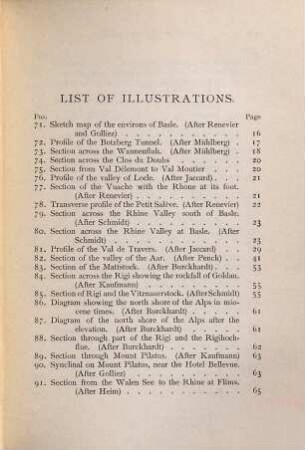 LIST OF ILLUSTRATIONS.
FIG. Page
71. Sketch map of the environs of Basle. (After Renevier
and Golliez) . . . . . . . . . . 16
72. Profile of the Botzberg Tunnel. (After Mühlberg) . 17
73. Section across the Wannenfluh. (After Mühlberg) . 18
74. Section across the Clos du Doubs . . . . . 20
75. Section from Val Délemont to Val Moutier . . . 20
76. Profile of the valley of Locle. (After Jaccard) . . 21
77. Section of the Vuache with the Rhone at its foot.
(After Renevier) . . . . . . . . . 21
78. Transverse profile of the Petit Salève. (After Renevier) 22
79. Section across the Rhine Valley south of Basle.
(After Schmidt) . . . . . . . . . 23
80. Section across the Rhine Valley at Basle. (After
Schmidt) . . . . . . . . . . . 23
81. Profile of the Val de Travers. (After Jaccard) . . 29
82. Section of the valley of the Aar. (After Penck) . . 41
83. Section of the Mattstock. (After Burckhardt) . . 53
84. Section across Rigi showing the rockfall of Goldau.
(After Kaufmann) . . . . . . . . . 55
85. Section of Rigi and the Vitznauerstock. (After Schmidt) 55
86. Diagram showing the north shore of the Alps in mio-
cene times. (After Burckhardt) . . . . . 61
87. Diagram of the north shore of the Alps after the
elevation. (After Burckhardt) . . . . . . 61
88. Section through part of the Rigi and the Rigihoch-
flue. (After Burckhardt) . . . . . . . 62
89. Section through Mount Pilatus. (After Kaufmann) 63
90. Synclinal on Mount Pilatus, near the Hotel Bellevue.
(After Golliez) . . . . . . . . . 63
91. Section from the Walen See to the Rhine at Flims.
(After Heim) . . . . . . . . . . 65